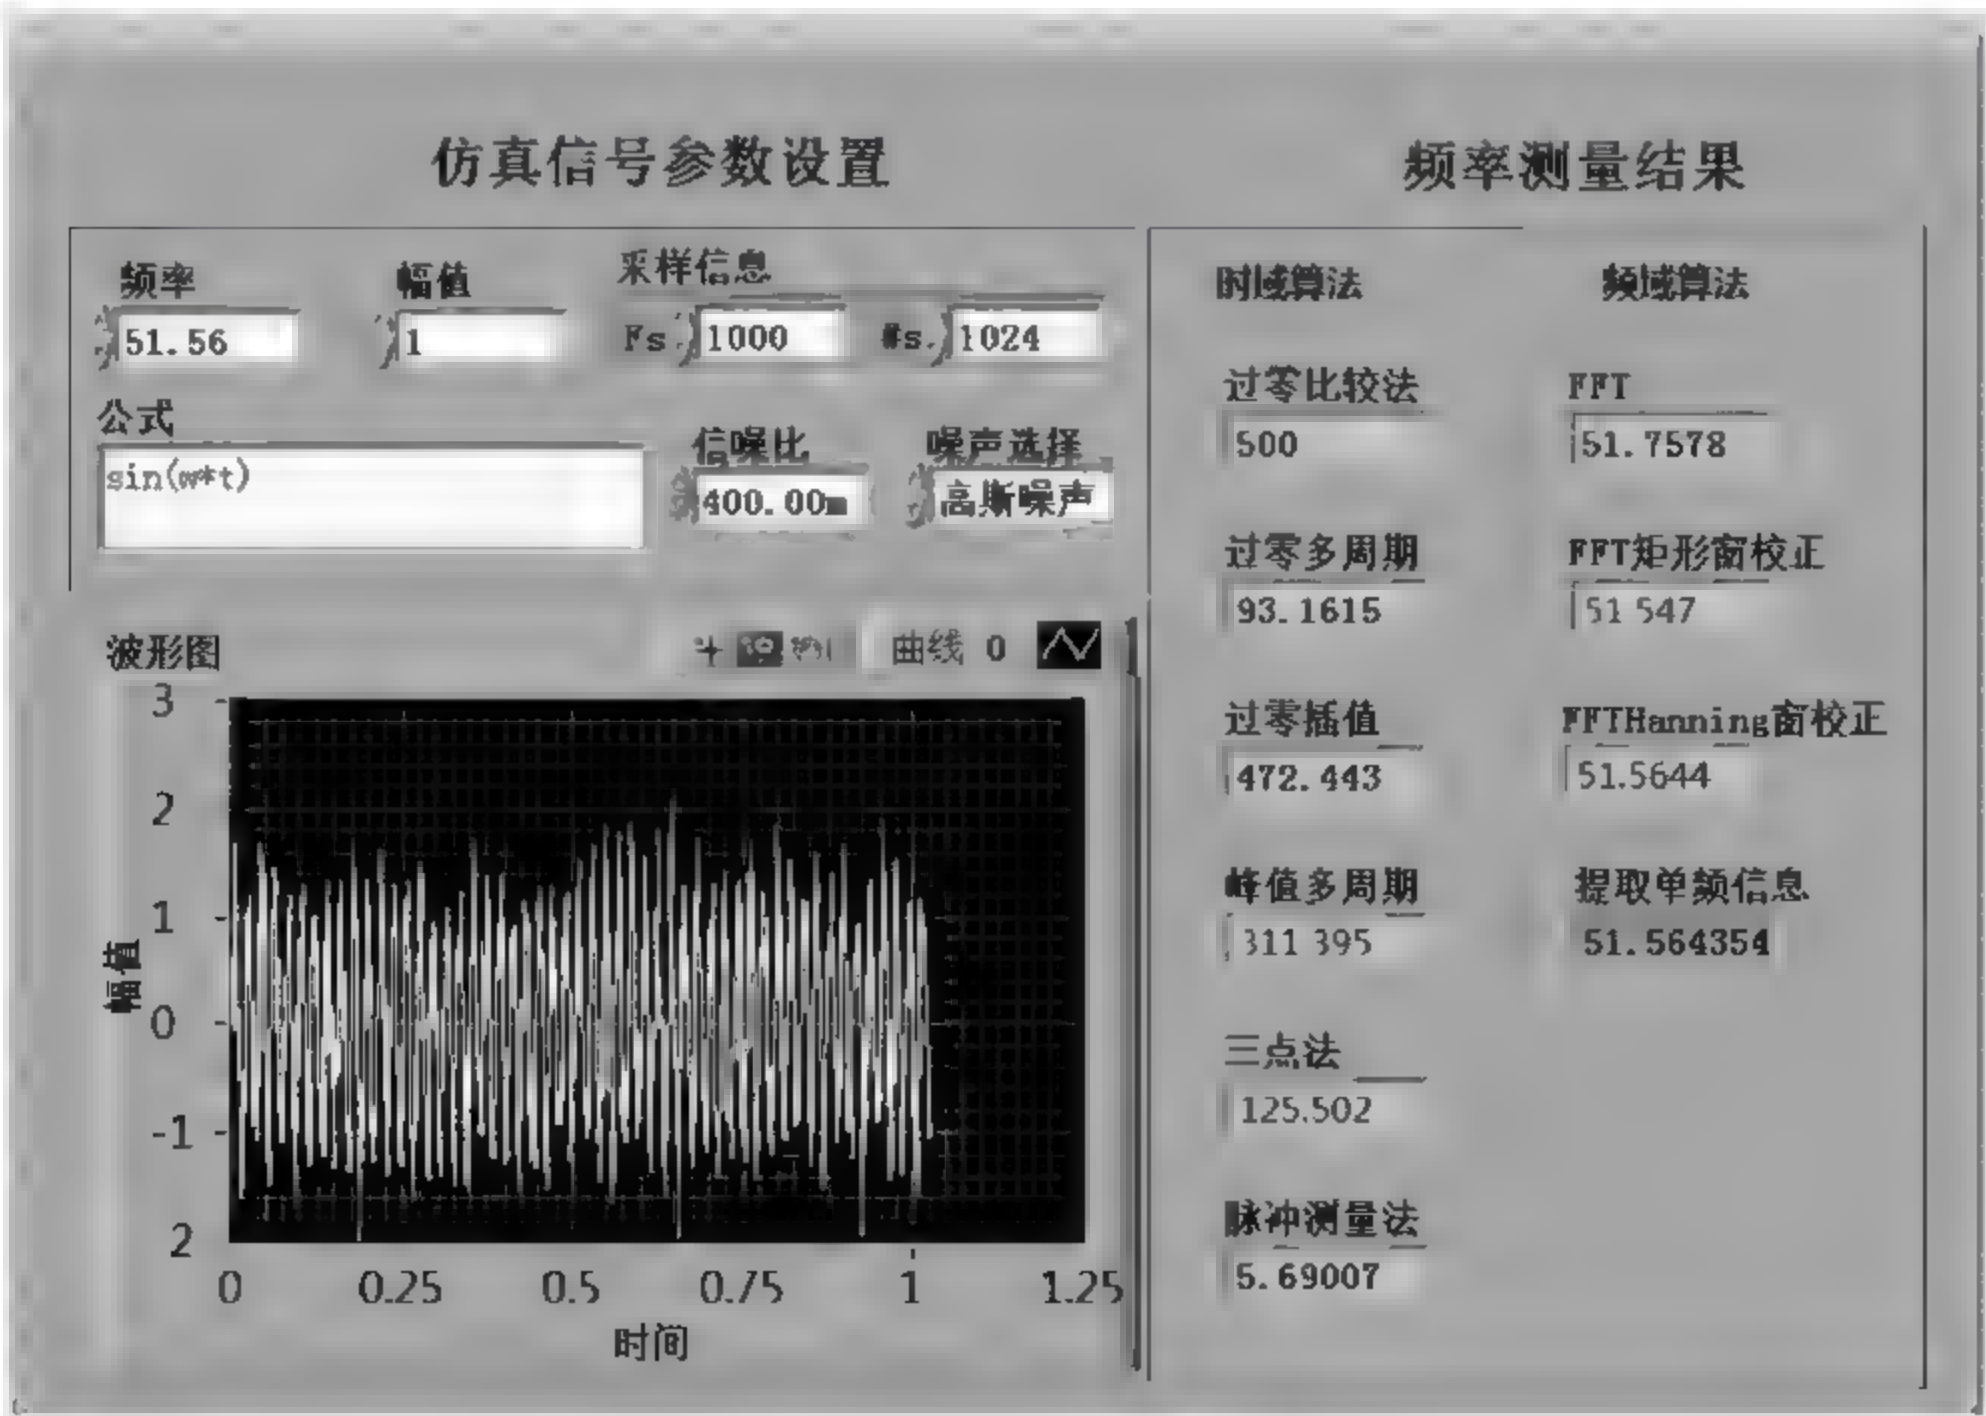 仿真信号参数设置
频率测量结果
频率 幅值 采样信息
51.56 1 Fs 1000 #s. 1024
公式
sin(w*t)
信噪比 噪声选择
400.00m 高斯噪声
波形图
曲线 0
3
2
1
0
-1
2
幅值
0 0.25 0.5 0.75 1 1.25
时间
时域算法 频域算法
过零比较法 FFT
500 51.7578
过零多周期 FFT矩形窗校正
93.1615 51 547
过零插值 FFTHanning窗校正
472.443 51.5644
峰值多周期 提取单频信息
311 395 51.564354
三点法
125.502
脉冲测量法
5.69007